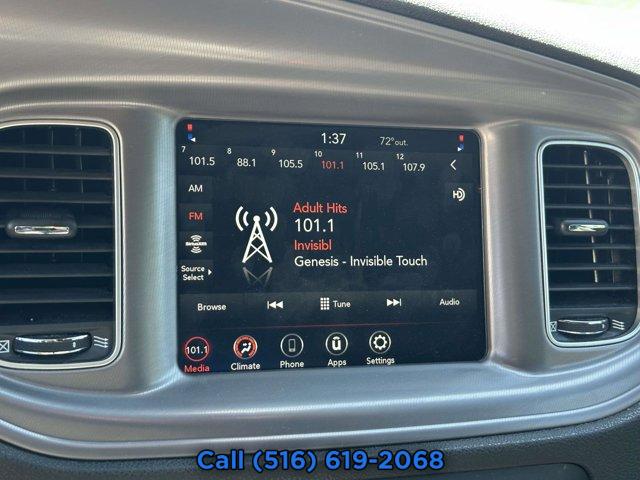 1:37 72°out.
7 8 9 10 11 12
101.5 88.1 105.5 101.1 105.1 107.9
AM
HD
FM
Adult Hits
101.1
SiriusXM
Invisibl
Source Select
Genesis - Invisible Touch
Browse Tune Audio
101.1
Media Climate Phone Apps Settings
Call (516) 619-2068